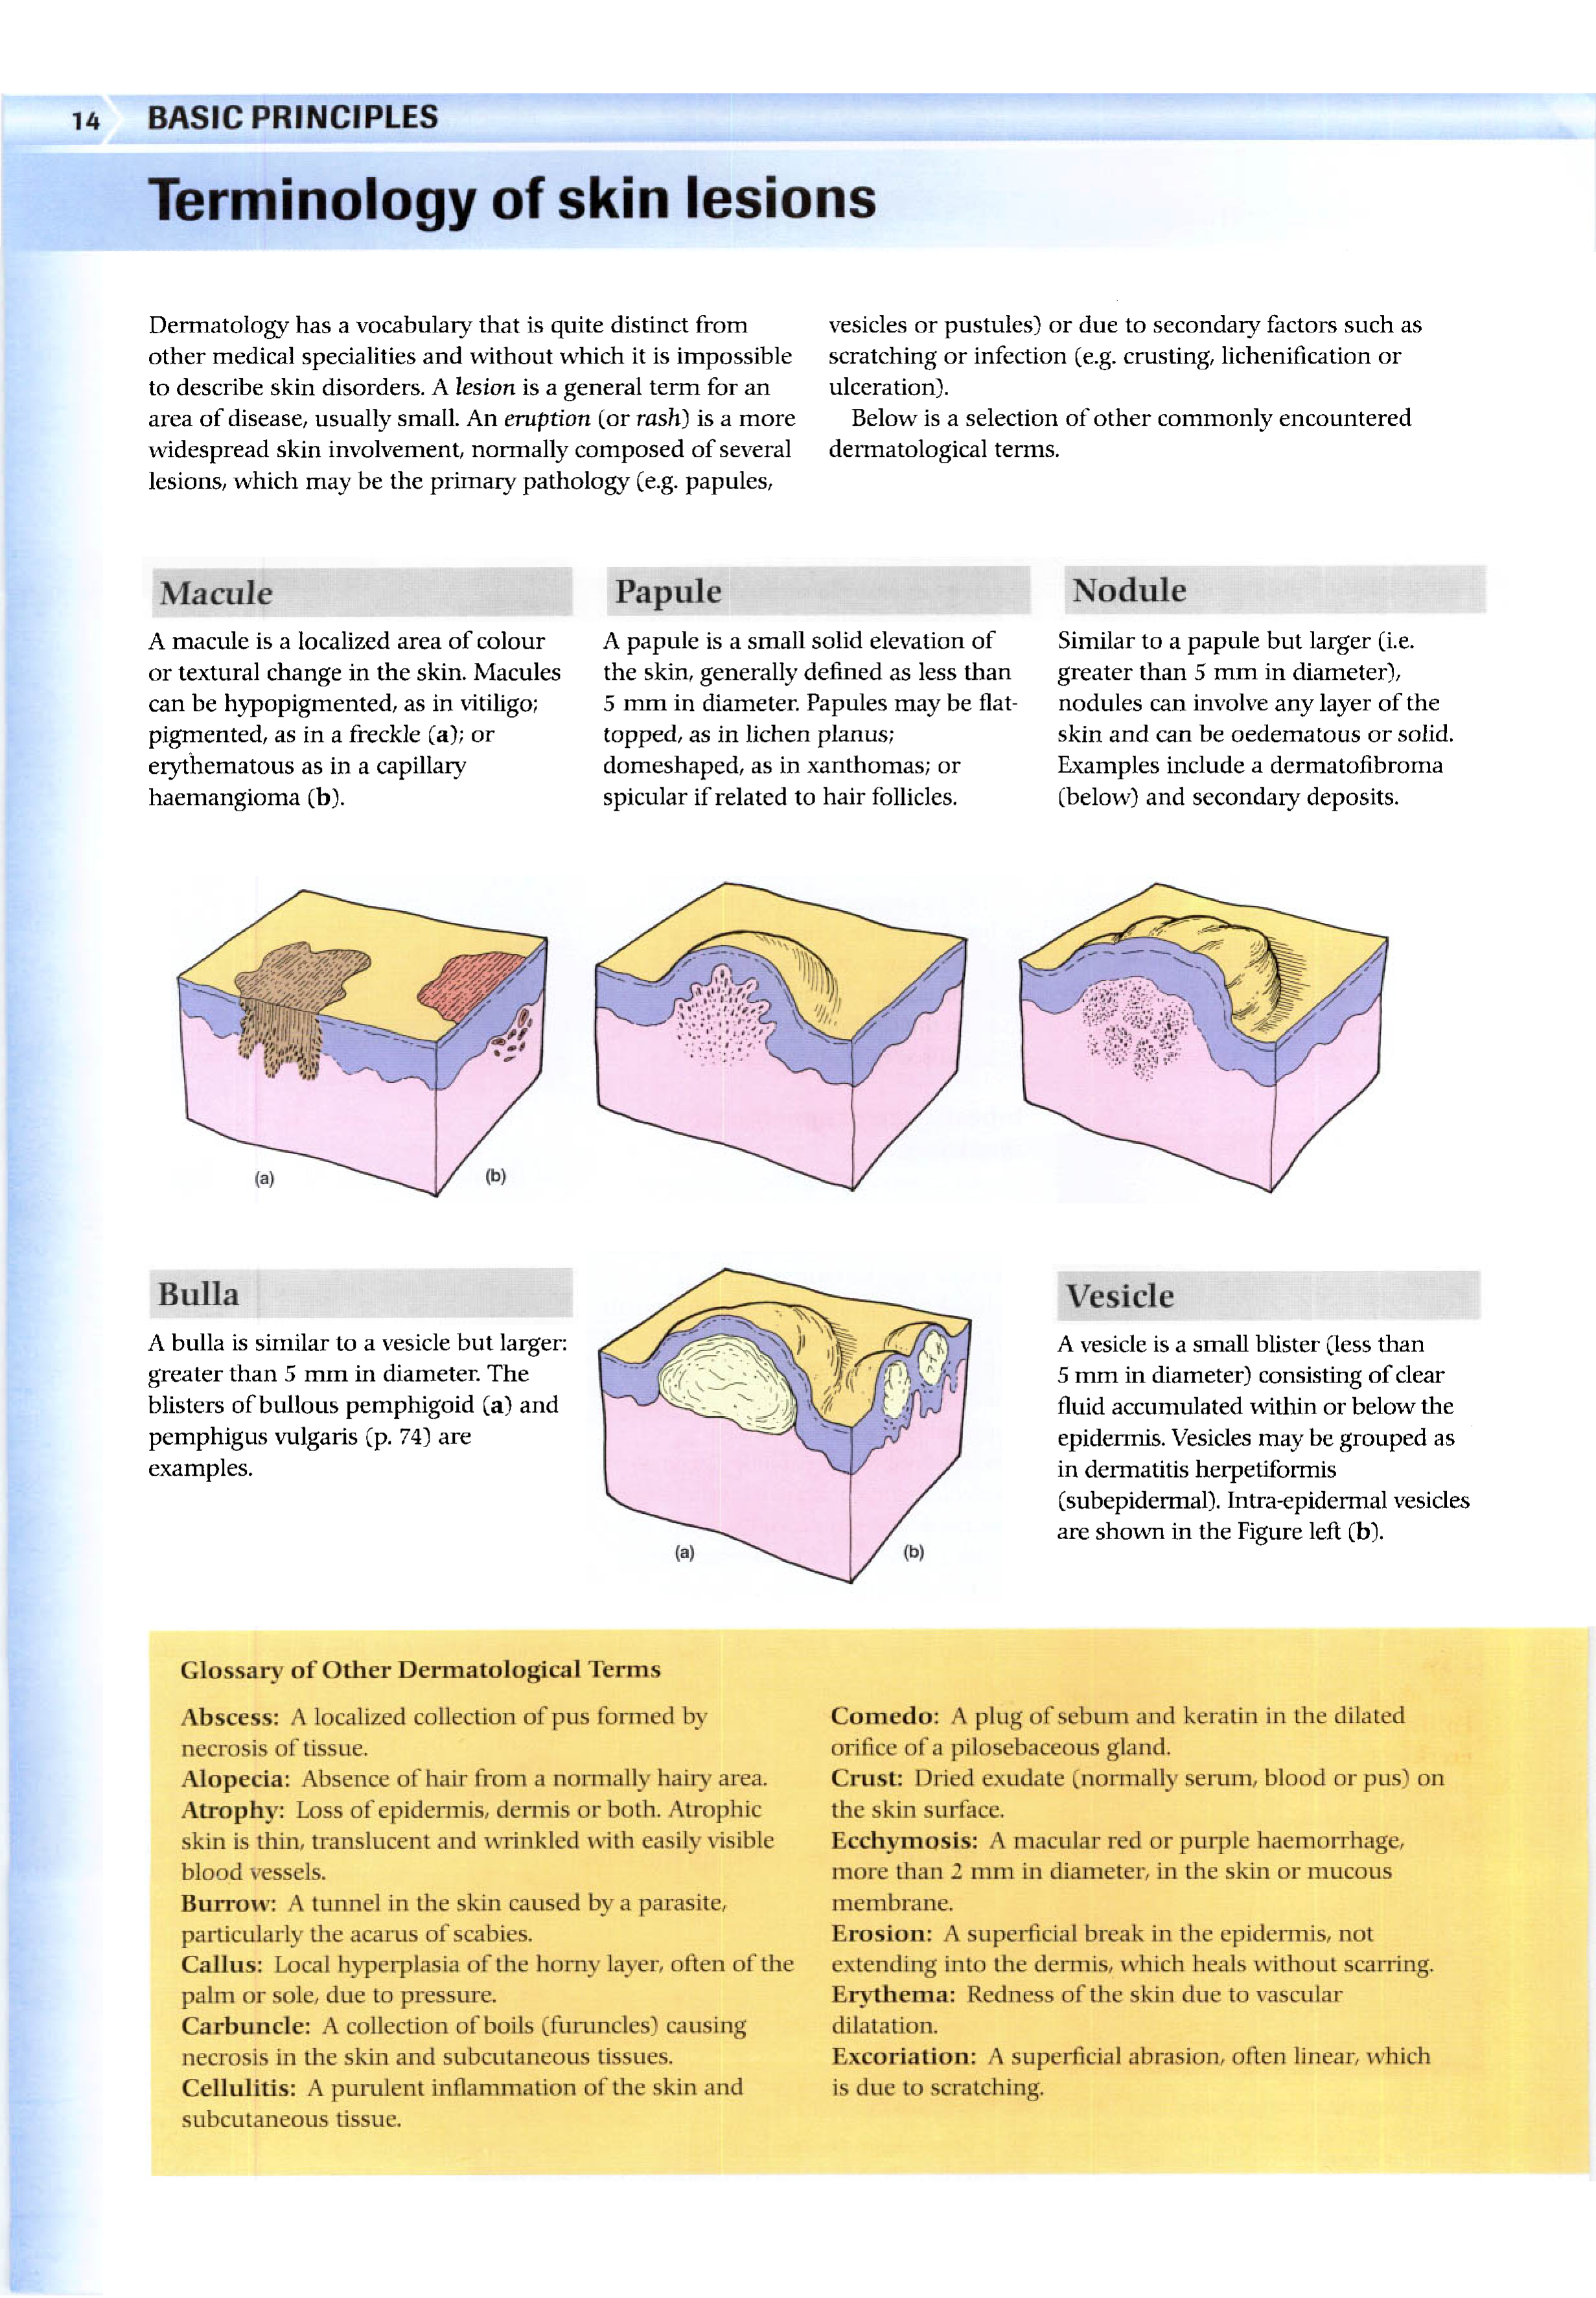 14
BASIC PRINCIPLES
Terminology of skin lesions
Dermatology has a vocabulary that is quite distinct from
other medical specialities and without which it is impossible
to describe skin disorders. A lesion is a general term for an
area of disease, usually small. An eruption (or rash) is a more
widespread skin involvement, normally composed of several
lesions, which may be the primary pathology (e.g. papules,
vesicles or pustules) or due to secondary factors such as
scratching or infection (e.g. crusting, lichenification or
ulceration).
Below is a selection of other commonly encountered
dermatological terms.
Macule
A macule is a localized area of colour
or textural change in the skin. Macules
can be hypopigmented, as in vitiligo;
pigmented, as in a freckle (a); or
erythematous as in a capillary
haemangioma (b).
Papule
A papule is a small solid elevation of
the skin, generally defined as less than
5 mm in diameter. Papules may be flat-
topped, as in lichen planus;
domeshaped, as in xanthomas; or
spicular if related to hair follicles.
Nodule
Similar to a papule but larger (i.e.
greater than 5 mm in diameter),
nodules can involve any layer of the
skin and can be oedematous or solid.
Examples include a dermatofibroma
(below) and secondary deposits.
(a)
(b)
Bulla
A bulla is similar to a vesicle but larger:
greater than 5 mm in diameter. The
blisters of bullous pemphigoid (a) and
pemphigus vulgaris (p. 74) are
examples.
(a)
(b)
Vesicle
A vesicle is a small blister (less than
5 mm in diameter) consisting of clear
fluid accumulated within or below the
epidermis. Vesicles may be grouped as
in dermatitis herpetiformis
(subepidermal). Intra-epidermal vesicles
are shown in the Figure left (b).
Glossary of Other Dermatological Terms
Abscess: A localized collection of pus formed by
necrosis of tissue.
Alopecia: Absence of hair from a normally hairy area.
Atrophy: Loss of epidermis, dermis or both. Atrophic
skin is thin, translucent and wrinkled with easily visible
blood vessels.
Burrow: A tunnel in the skin caused by a parasite,
particularly the acarus of scabies.
Callus: Local hyperplasia of the horny layer, often of the
palm or sole, due to pressure.
Carbuncle: A collection of boils (furuncles) causing
necrosis in the skin and subcutaneous tissues.
Cellulitis: A purulent inflammation of the skin and
subcutaneous tissue.
Comedo: A plug of sebum and keratin in the dilated
orifice of a pilosebaceous gland.
Crust: Dried exudate (normally serum, blood or pus) on
the skin surface.
Ecchymosis: A macular red or purple haemorrhage,
more than 2 mm in diameter, in the skin or mucous
membrane.
Erosion: A superficial break in the epidermis, not
extending into the dermis, which heals without scarring.
Erythema: Redness of the skin due to vascular
dilatation.
Excoriation: A superficial abrasion, often linear, which
is due to scratching.